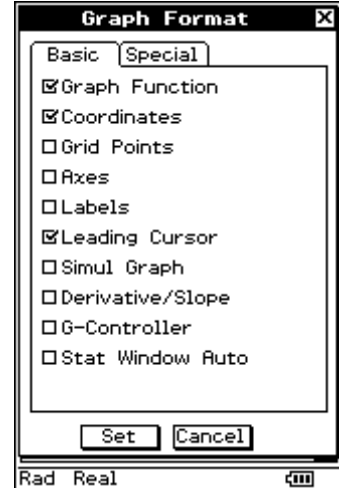 Graph Format
Basic Special
Graph Function
Coordinates
Grid Points
Axes
Labels
Leading Cursor
Simul Graph
Derivative/Slope
G-Controller
Stat Window Auto
Set Cancel
Rad Real